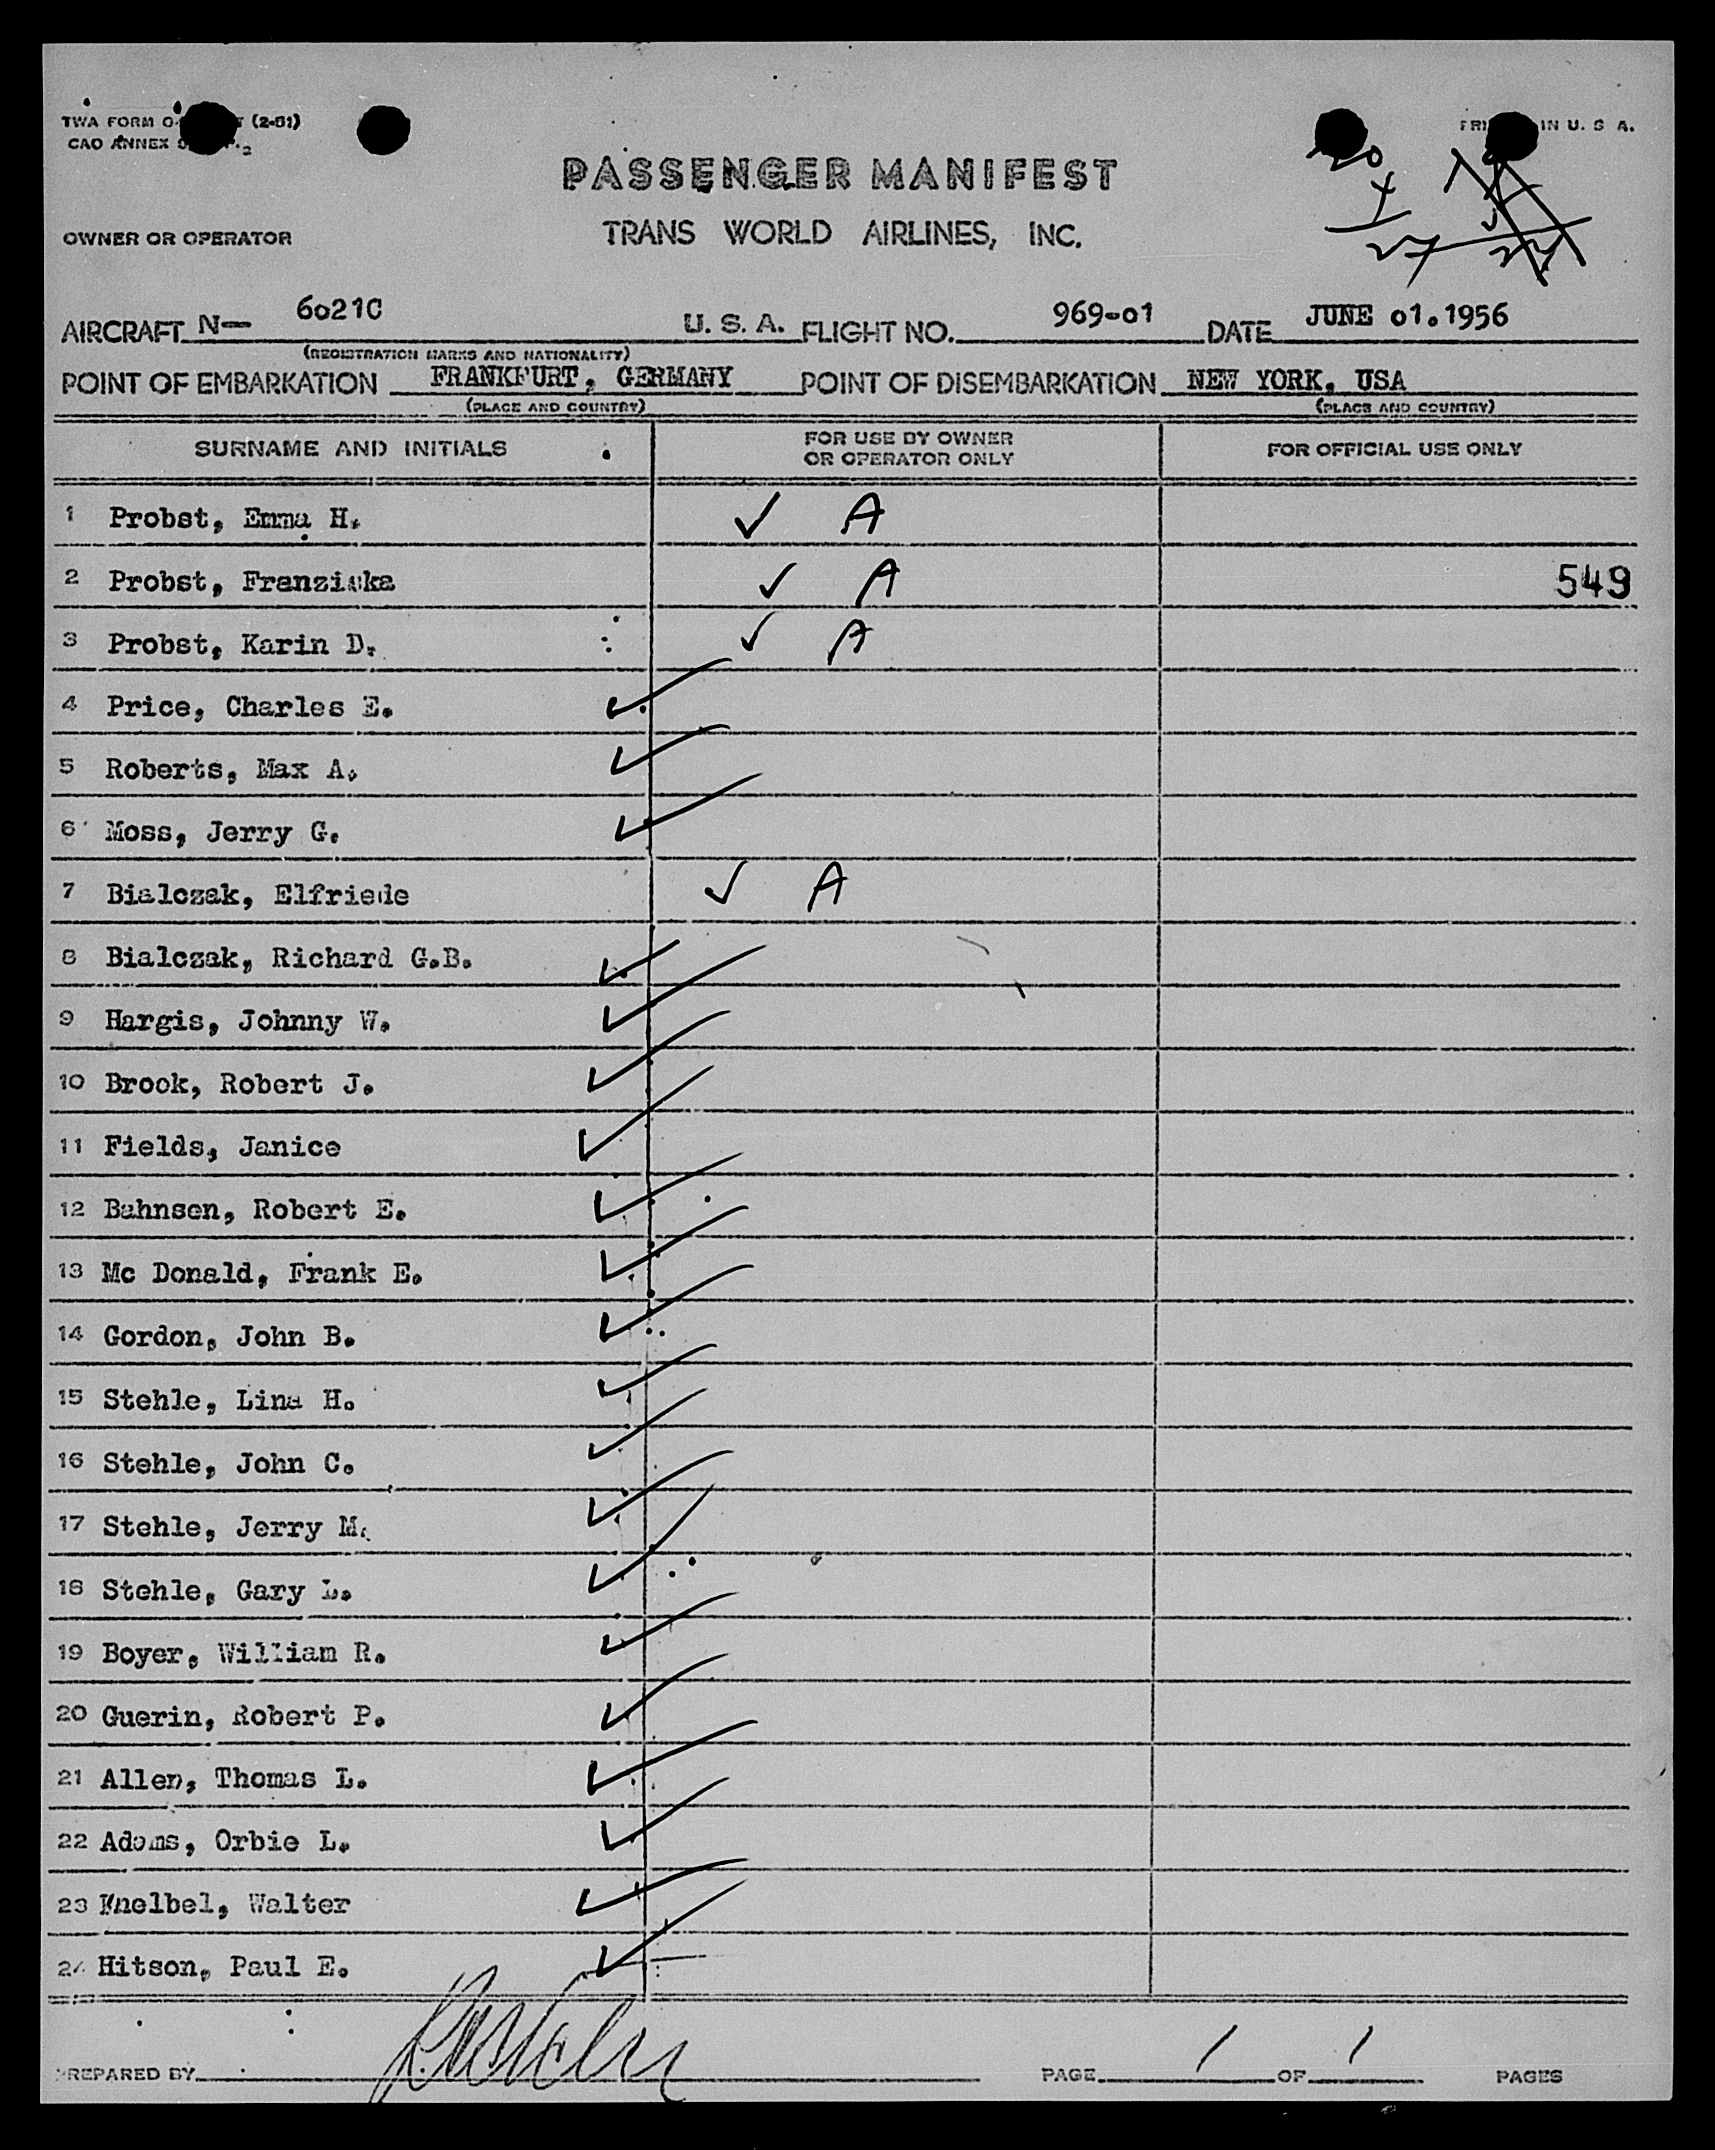 TWA FORM O- (2-51) PRINTED IN U. S. A.
CAO ANNEX
PASSENGER MANIFEST
OWNER OR OPERATOR TRANS WORLD AIRLINES, INC.
20
4
27
AIRCRAFT N— 6021C U. S. A. FLIGHT NO. 969-01 DATE JUNE 01.1956
(REGISTRATION MARKS AND NATIONALITY)
POINT OF EMBARKATION FRANKFURT, GERMANY POINT OF DISEMBARKATION NEW YORK, USA
(PLACE AND COUNTRY) (PLACE AND COUNTRY)
SURNAME AND INITIALS FOR USE BY OWNER OR OPERATOR ONLY FOR OFFICIAL USE ONLY
1 Probst, Emma H. ✓ A
2 Probst, Franziska ✓ A 549
3 Probst, Karin D. ✓ A
4 Price, Charles E. ✓
5 Roberts, Max A. ✓
6 Moss, Jerry G. ✓
7 Bialczak, Elfriede ✓ A
8 Bialczak, Richard G.B. ✓
9 Hargis, Johnny W. ✓
10 Brook, Robert J. ✓
11 Fields, Janice ✓
12 Bahnsen, Robert E. ✓
13 Mc Donald, Frank E. ✓
14 Gordon, John B. ✓
15 Stehle, Lina H. ✓
16 Stehle, John C. ✓
17 Stehle, Jerry M. ✓
18 Stehle, Gary L. ✓
19 Boyer, William R. ✓
20 Guerin, Robert P. ✓
21 Allen, Thomas L. ✓
22 Adams, Orbie L. ✓
23 Knelbel, Walter ✓
24 Hitson, Paul E. ✓
PREPARED BY PAGE 1 OF 1 PAGES